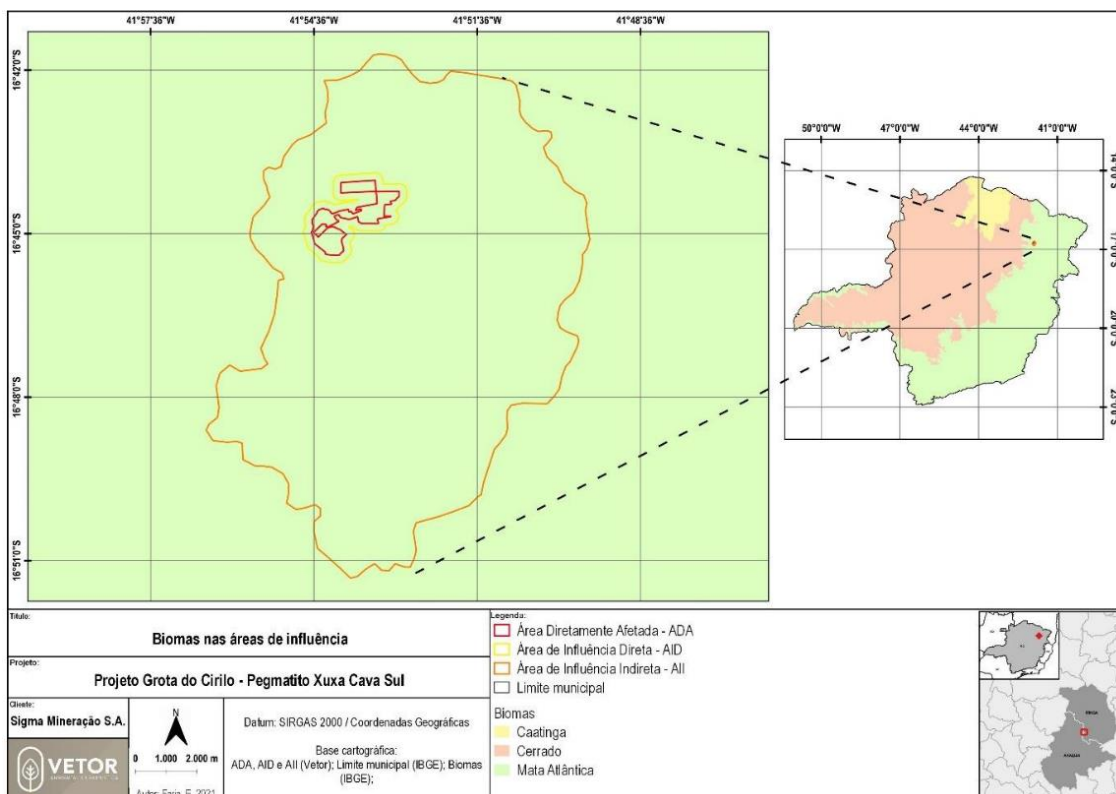 41°57'36"W 41°54'36"W 41°51'36"W 41°48'36"W
16°42'0"S
16°45'0"S
16°48'0"S
16°51'0"S
50°0'0"W 47°0'0"W 44°0'0"W 41°0'0"W
Título:
Biomas nas áreas de influência
Projeto:
Projeto Grota do Cirilo - Pegmatito Xuxa Cava Sul
Cliente:
Sigma Mineração S.A.
VETOR
N
0 1.000 2.000 m
Datum: SIRGAS 2000 / Coordenadas Geográficas
Base cartográfica:
ADA, AID e AII (Vetor); Limite municipal (IBGE); Biomas
(IBGE);
Legenda:
Área Diretamente Afetada - ADA
Área de Influência Direta - AID
Área de Influência Indireta - AII
Limite municipal
Biomas
Caatinga
Cerrado
Mata Atlântica